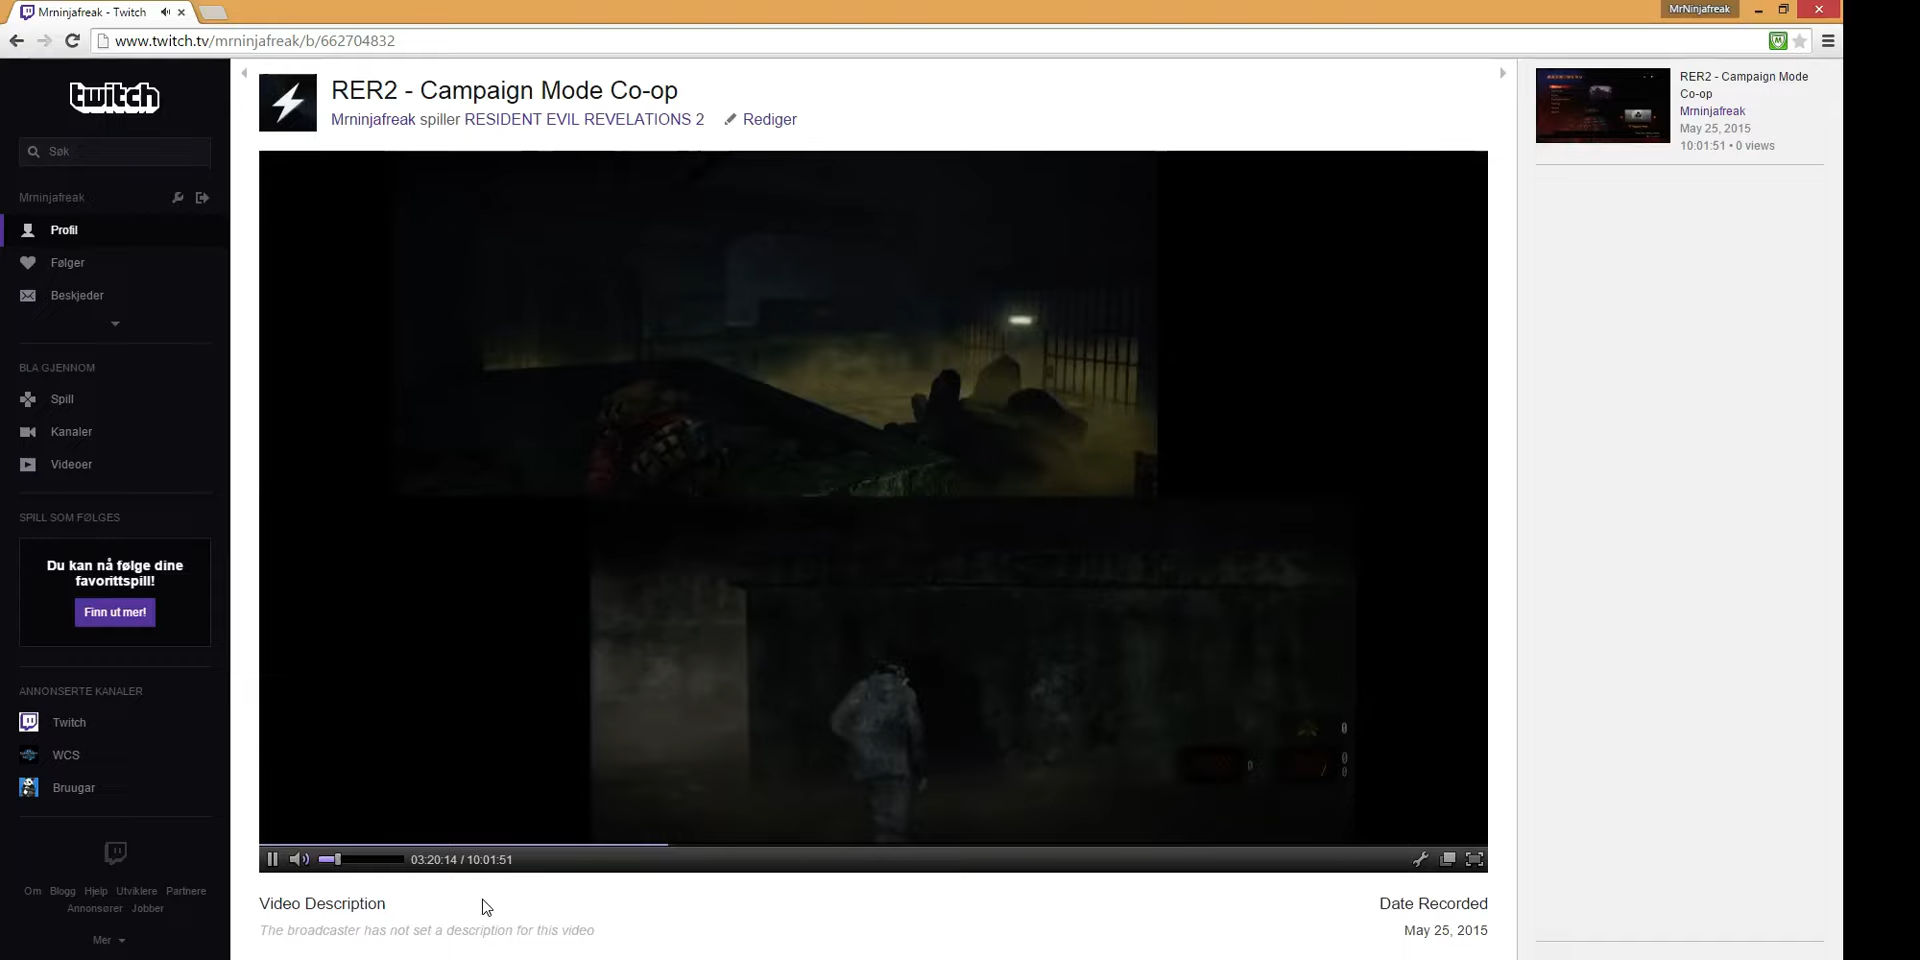 Mrninjafreak - Twitch
MrNinjafreak
www.twitch.tv/mrninjafreak/b/662704832
twitch
Søk
Mrninjafreak
Profil
Følger
Beskjeder
BLA GJENNOM
Spill
Kanaler
Videoer
SPILL SOM FØLGES
Du kan nå følge dine
favorittspill!
Finn ut mer!
ANNONSERTE KANALER
Twitch
WCS
Bruugar
Om Blogg Hjelp Utviklere Partnere
Annonsører Jobber
Mer
RER2 - Campaign Mode Co-op
Mrninjafreak spiller RESIDENT EVIL REVELATIONS 2 Rediger
0
0
0
0
03:20:14 / 10:01:51
Video Description
The broadcaster has not set a description for this video
Date Recorded
May 25, 2015
RER2 - Campaign Mode
Co-op
Mrninjafreak
May 25, 2015
10:01:51 • 0 views